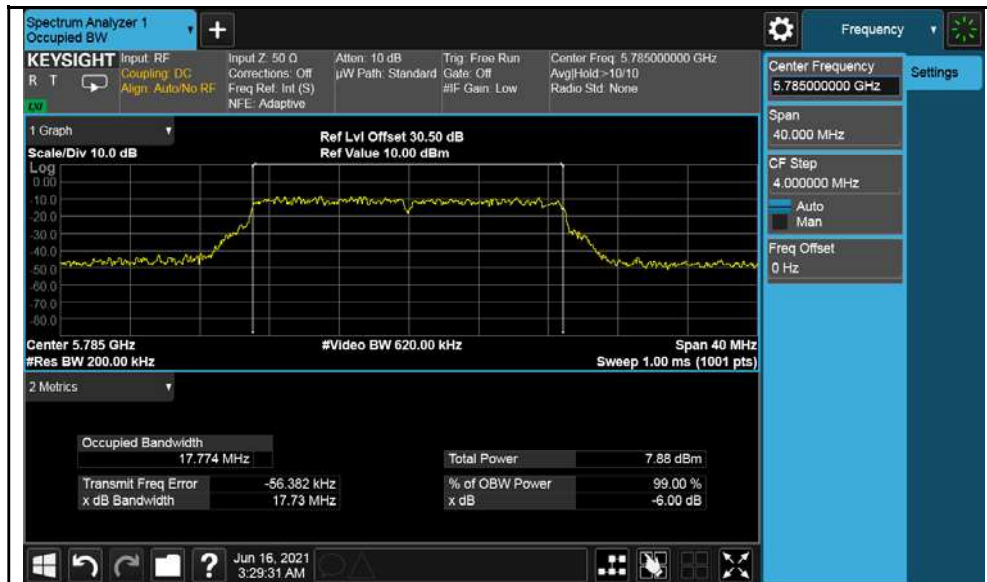 Spectrum Analyzer 1
Occupied BW
+
Frequency
KEYSIGHT
R T
LXI
Input: RF
Coupling: DC
Align: Auto/No RF
Input Z: 50 Ω
Corrections: Off
Freq Ref: Int (S)
NFE: Adaptive
Atten: 10 dB
µW Path: Standard
Trig: Free Run
Gate: Off
#IF Gain: Low
Center Freq: 5.785000000 GHz
Avg|Hold:>10/10
Radio Std: None
Center Frequency
5.785000000 GHz
Settings
Span
40.000 MHz
CF Step
4.000000 MHz
Auto
Man
Freq Offset
0 Hz
1 Graph
Scale/Div 10.0 dB
Ref Lvl Offset 30.50 dB
Ref Value 10.00 dBm
Log
0.00
-10.0
-20.0
-30.0
-40.0
-50.0
-60.0
-70.0
-80.0
Center 5.785 GHz
#Video BW 620.00 kHz
Span 40 MHz
#Res BW 200.00 kHz
Sweep 1.00 ms (1001 pts)
2 Metrics
Occupied Bandwidth
17.774 MHz
Total Power 7.88 dBm
Transmit Freq Error -56.382 kHz
% of OBW Power 99.00 %
x dB Bandwidth 17.73 MHz
x dB -6.00 dB
?
Jun 16, 2021
3:29:31 AM